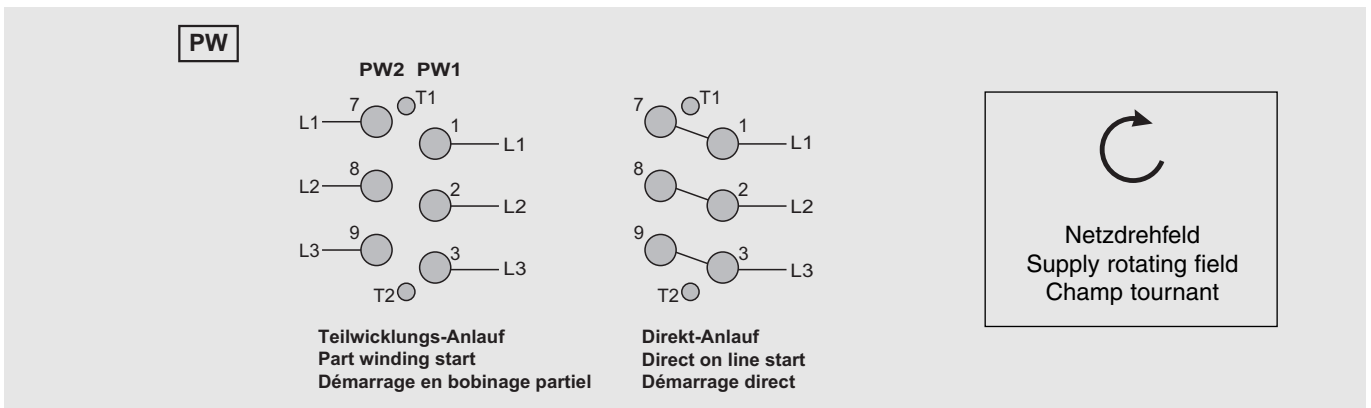 PW
PW2 PW1
7 T1
L1 1 L1
8
L2 2 L2
9
L3 3 L3
T2
Teilwicklungs-Anlauf
Part winding start
Démarrage en bobinage partiel
7 T1
1 L1
8
2 L2
9
3 L3
T2
Direkt-Anlauf
Direct on line start
Démarrage direct
Netzdrehfeld
Supply rotating field
Champ tournant